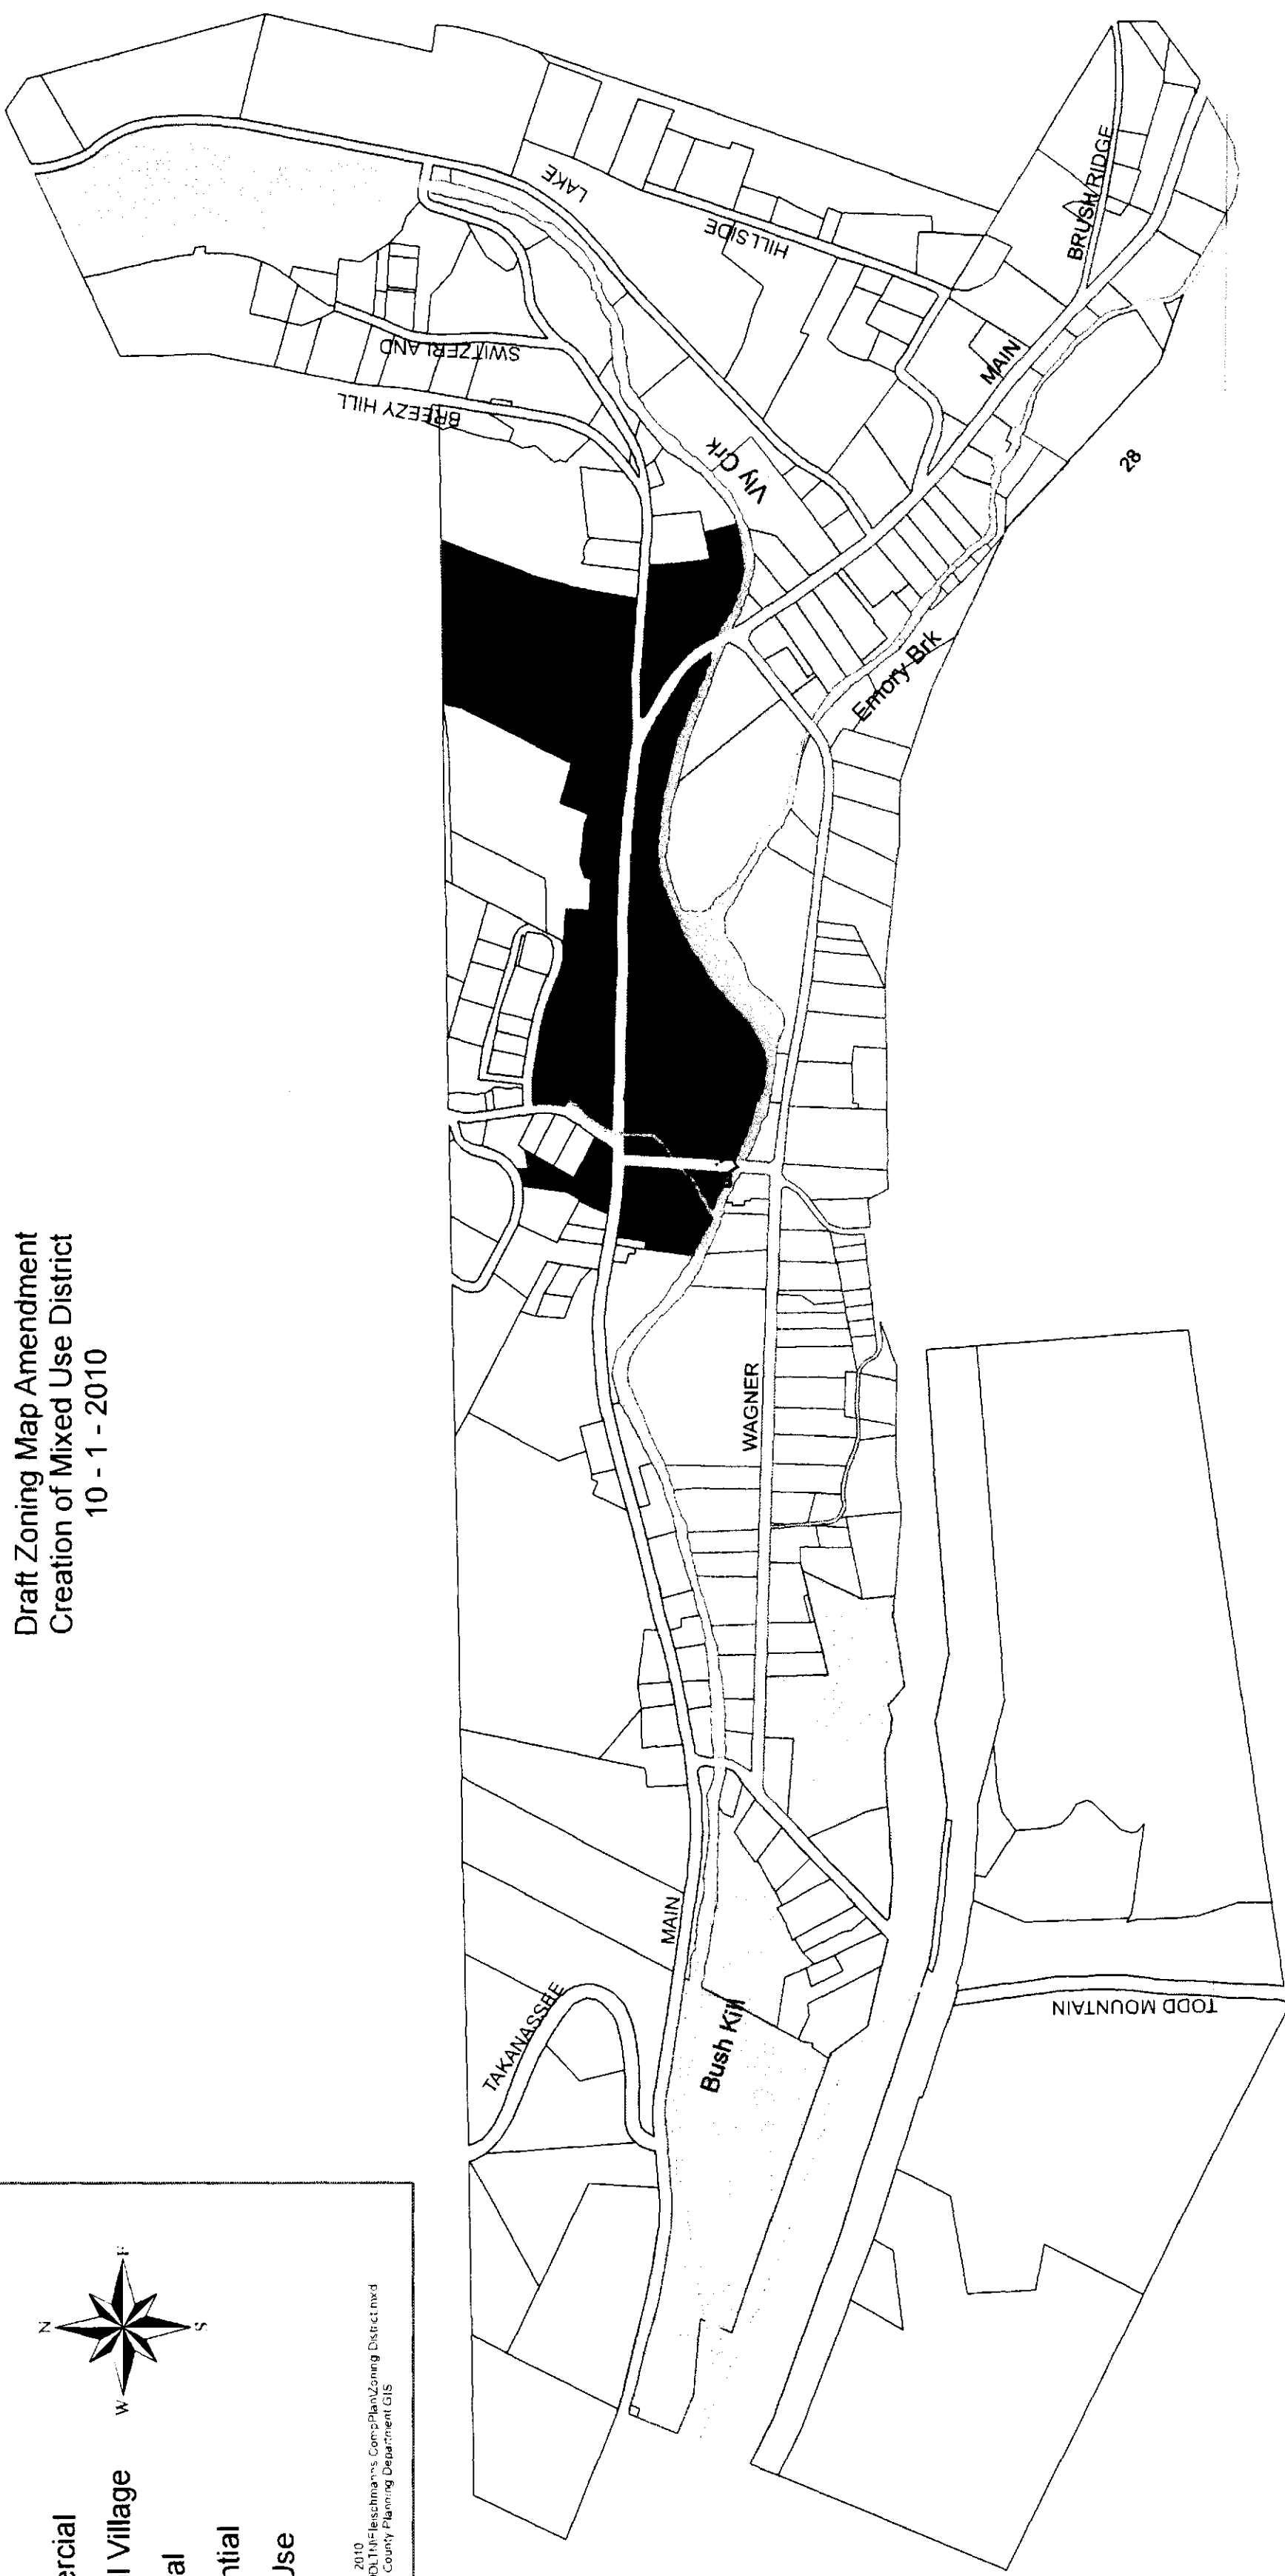 Draft Zoning Map Amendment
Creation of Mixed Use District
10 - 1 - 2010
LAKE
HILLSIDE
BRUSH RIDGE
SWITZERLAND
BREEZY HILL
MAIN
Vly Crk
28
Emory Brk
WAGNER
MAIN
TAKANASSEE
Bush Kill
TODD MOUNTAIN
N
W
E
S
ercial
l Village
al
ntial
Use
2010
County Planning Department GIS